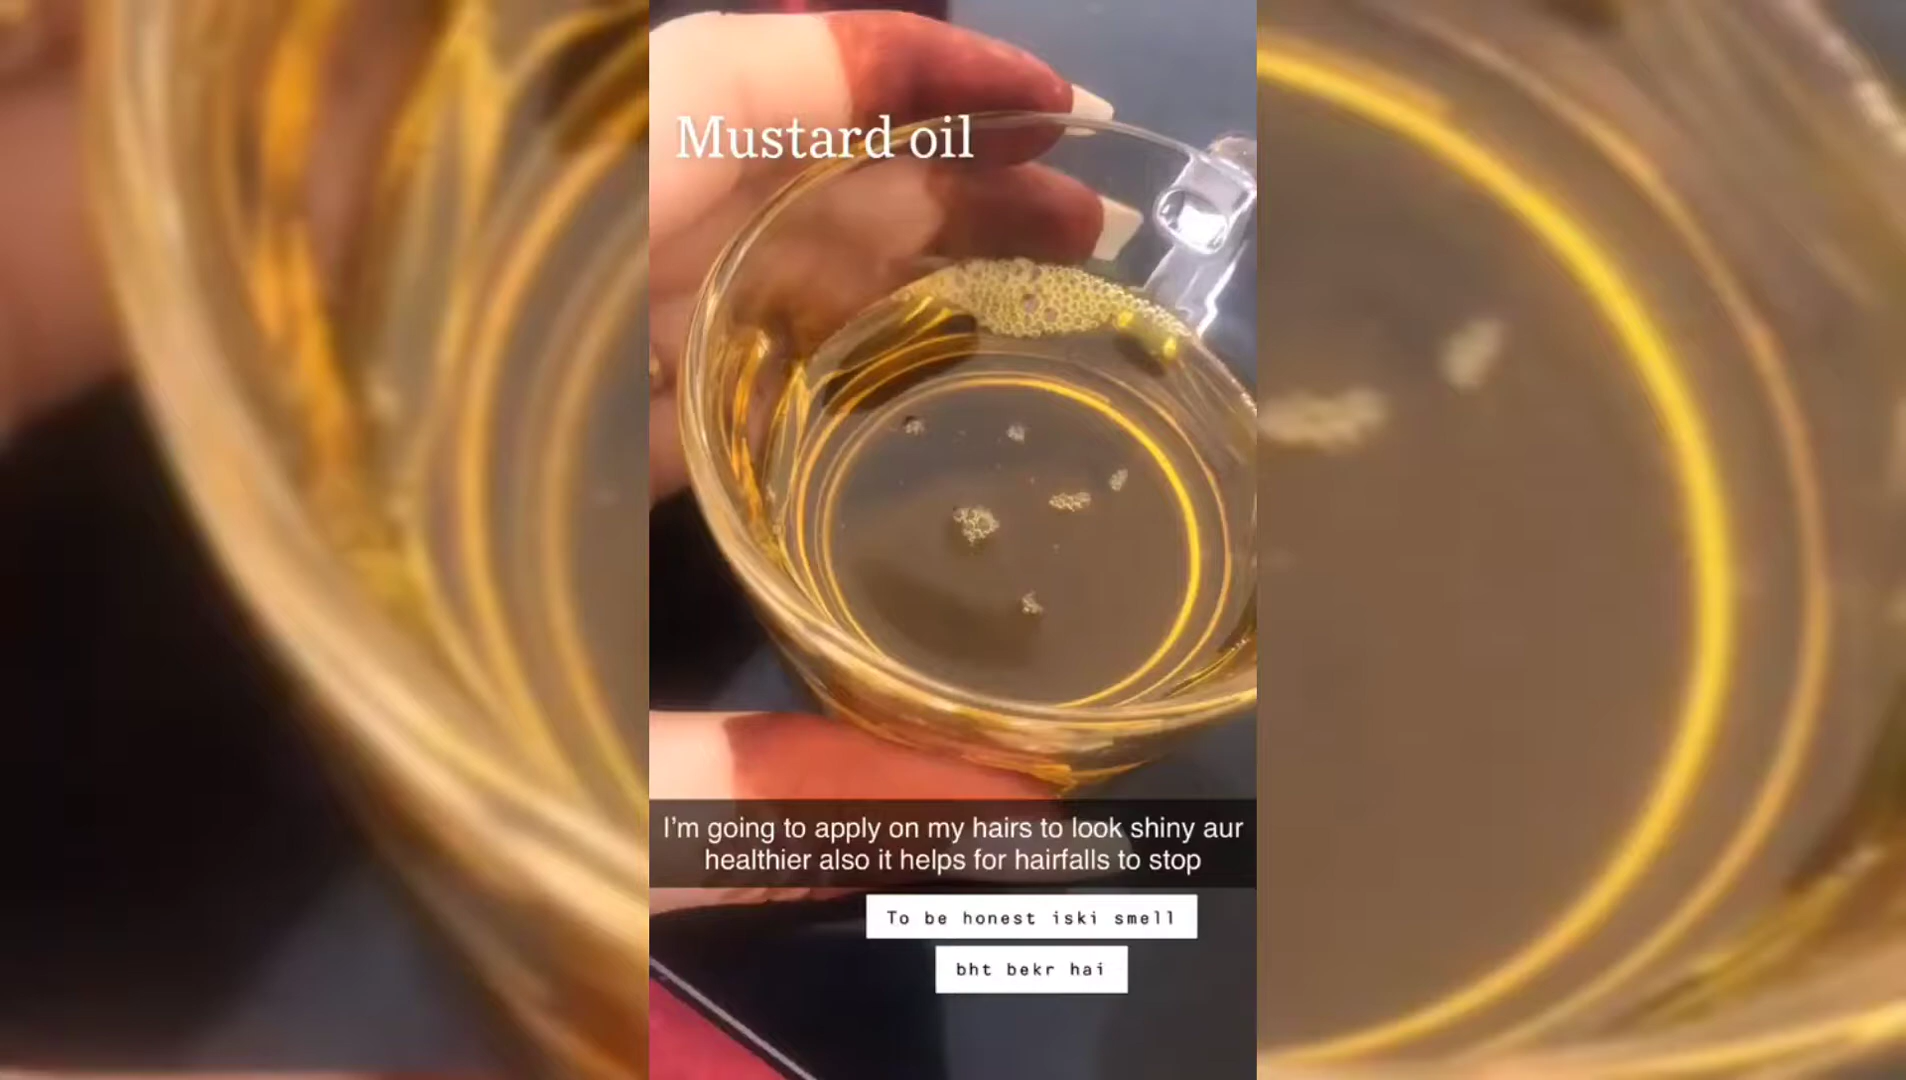 Mustard oil
I'm going to apply on my hairs to look shiny aur
healthier also it helps for hairfalls to stop
To be honest iski smell
bht bekr hai